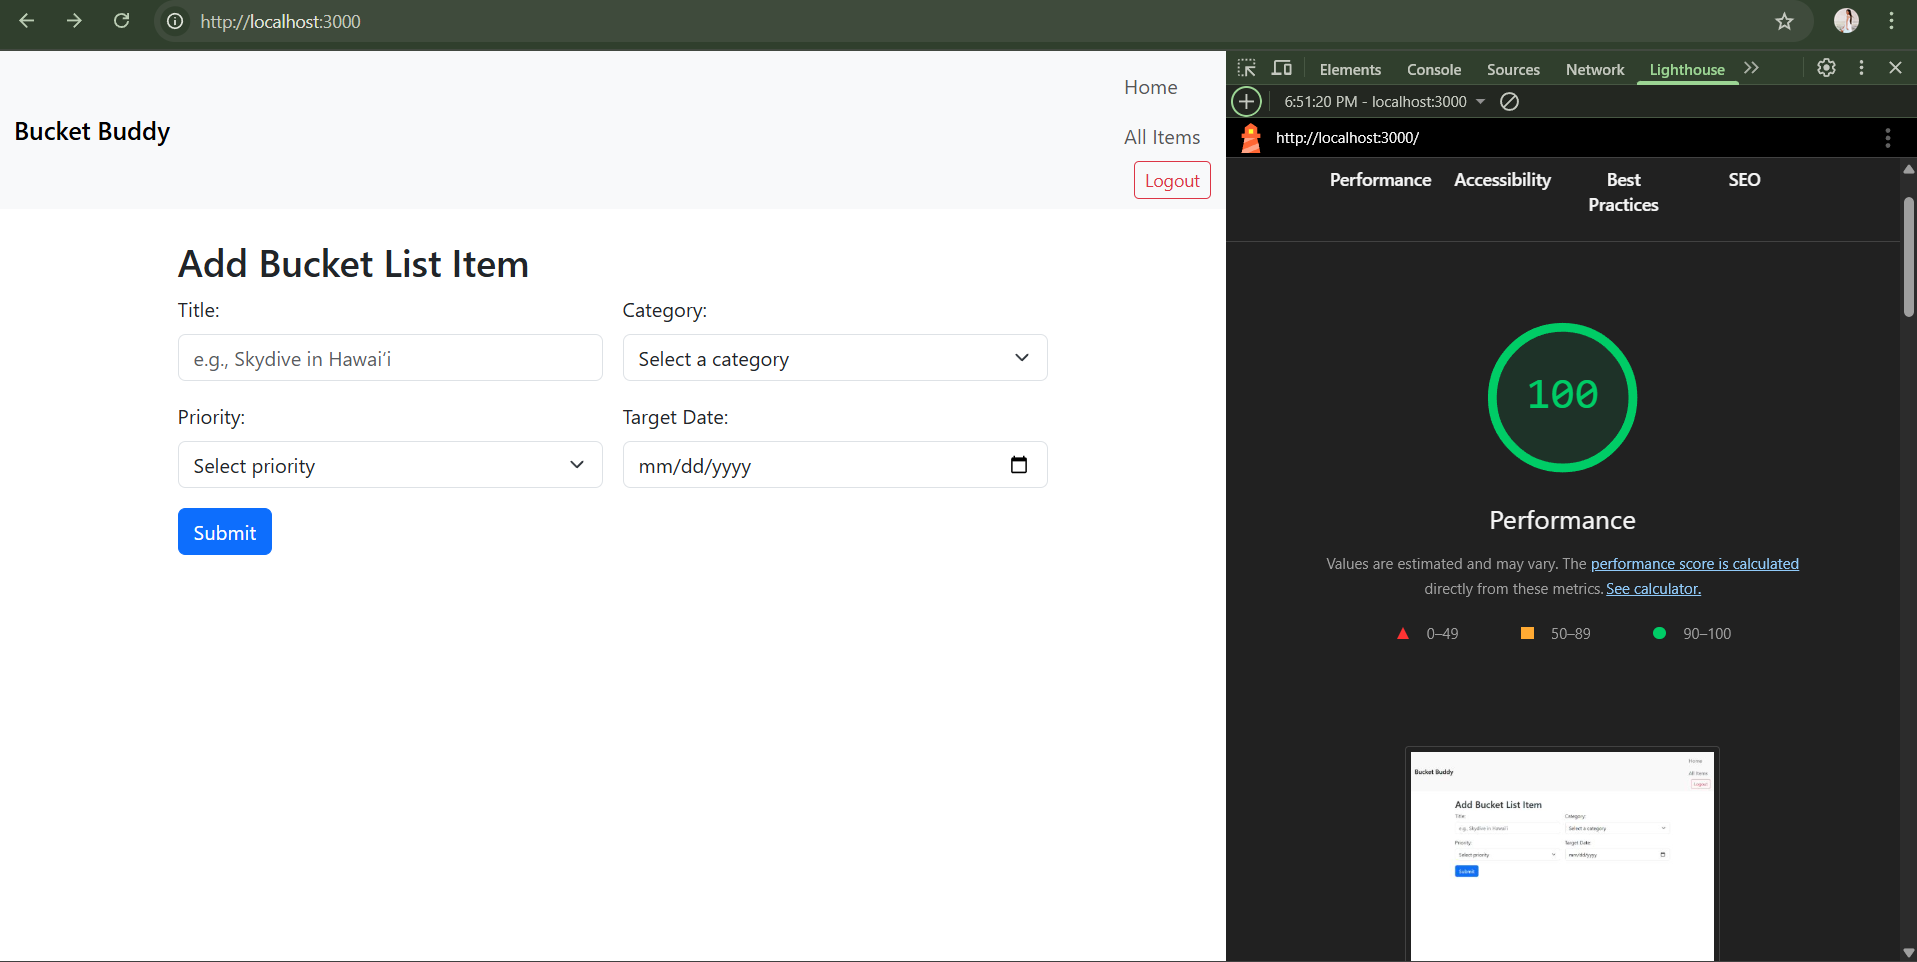 http://localhost:3000
Home
Bucket Buddy
All Items
Logout
Add Bucket List Item
Title:
Category:
e.g., Skydive in Hawai‘i
Select a category
Priority:
Target Date:
Select priority
mm/dd/yyyy
Submit
Elements Console Sources Network Lighthouse
6:51:20 PM - localhost:3000
http://localhost:3000/
Performance Accessibility Best Practices SEO
100
Performance
Values are estimated and may vary. The performance score is calculated
directly from these metrics. See calculator.
0–49 50–89 90–100
Home
Bucket Buddy
All Items
Logout
Add Bucket List Item
Title:
Category:
e.g., Skydive in Hawai‘i
Select a category
Priority:
Target Date:
Select priority
mm/dd/yyyy
Submit